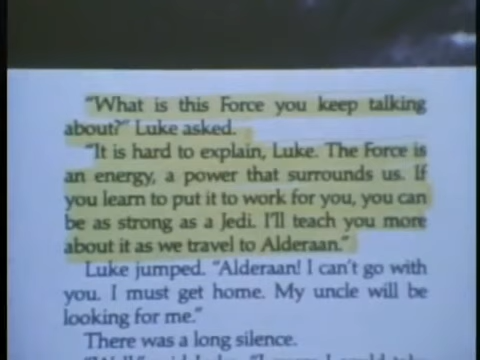 "What is this Force you keep talking
about?" Luke asked.
"It is hard to explain, Luke. The Force is
an energy, a power that surrounds us. If
you learn to put it to work for you, you can
be as strong as a Jedi. I'll teach you more
about it as we travel to Alderaan."
Luke jumped. "Alderaan! I can't go with
you. I must get home. My uncle will be
looking for me."
There was a long silence.